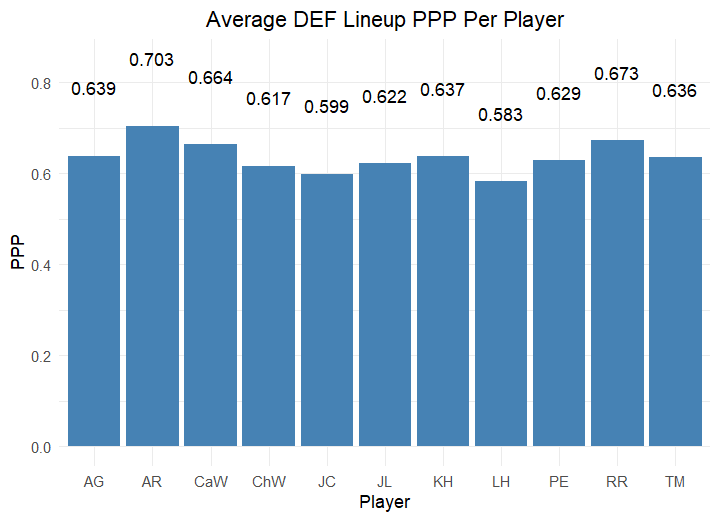 Average DEF Lineup PPP Per Player
0.639 0.703 0.664 0.617 0.599 0.622 0.637 0.583 0.629 0.673 0.636
0.8
0.6
0.4
0.2
0.0
PPP
AG AR CaW ChW JC JL KH LH PE RR TM
Player